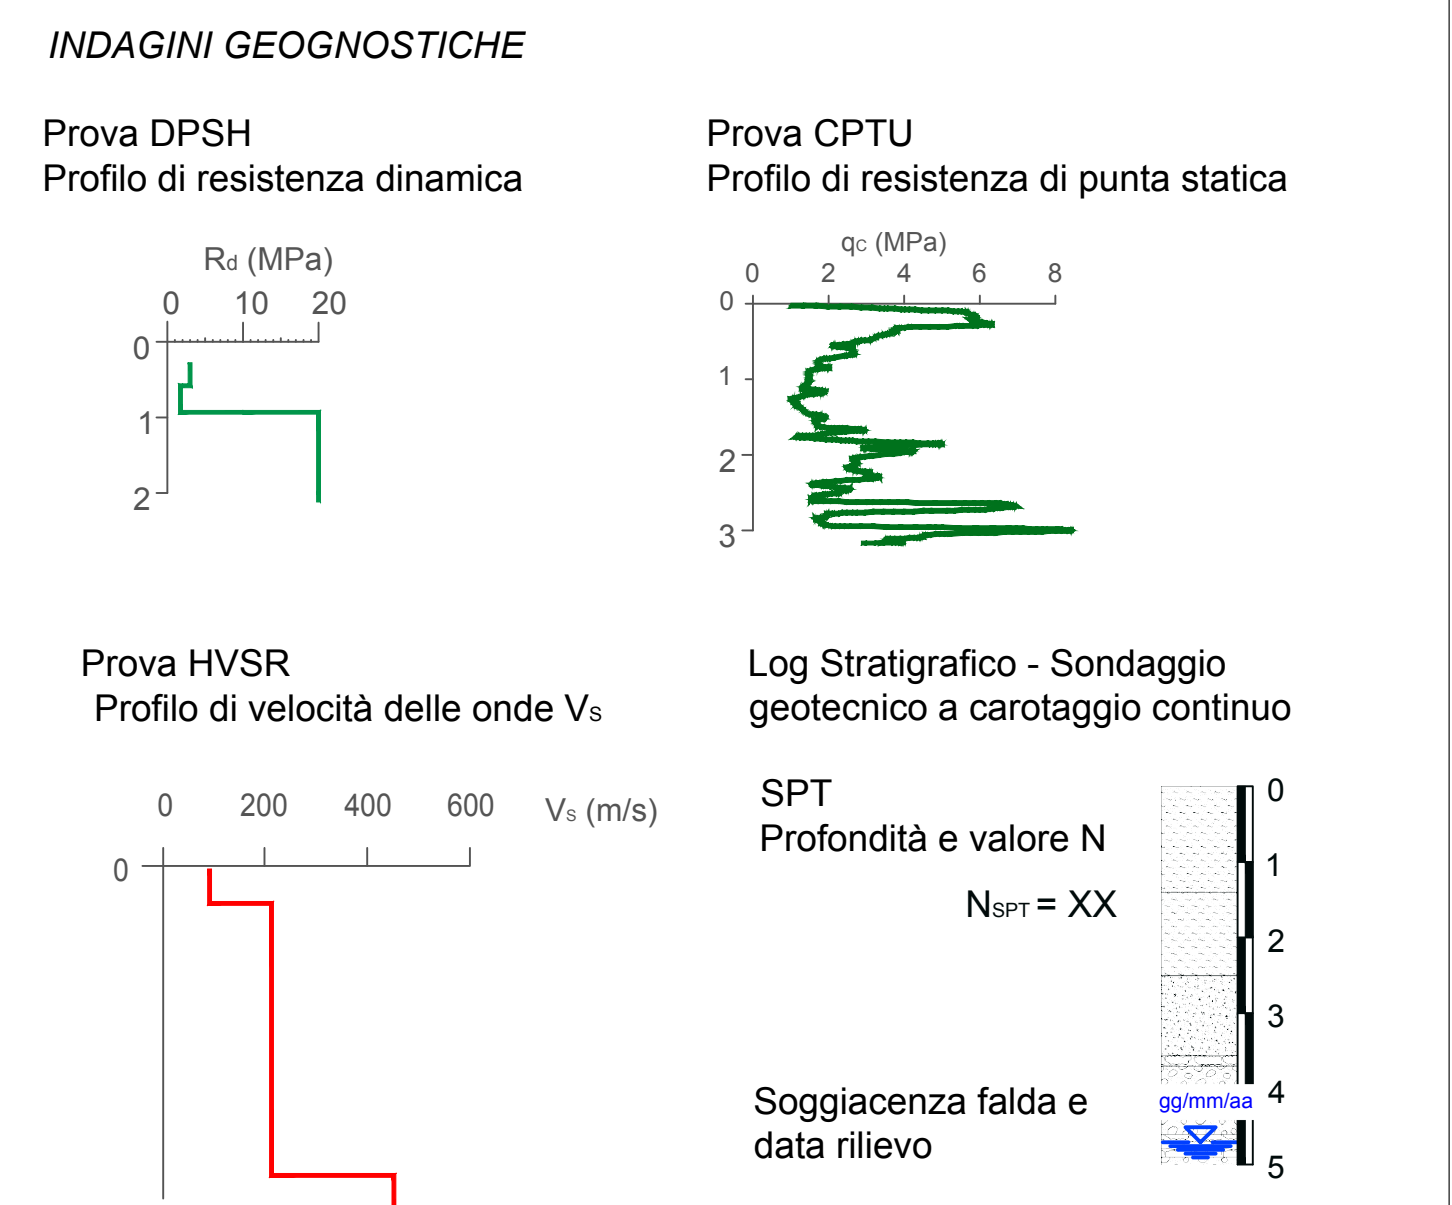 INDAGINI GEOGNOSTICHE
Prova DPSH
Profilo di resistenza dinamica
Rd (MPa)
0 10 20
0
1
2
Prova CPTU
Profilo di resistenza di punta statica
qc (MPa)
0 2 4 6 8
0
1
2
3
Prova HVSR
Profilo di velocità delle onde Vs
0 200 400 600 Vs (m/s)
0
Log Stratigrafico - Sondaggio
geotecnico a carotaggio continuo
SPT
Profondità e valore N
NSPT = XX
Soggiacenza falda e
data rilievo
gg/mm/aa
0
1
2
3
4
5